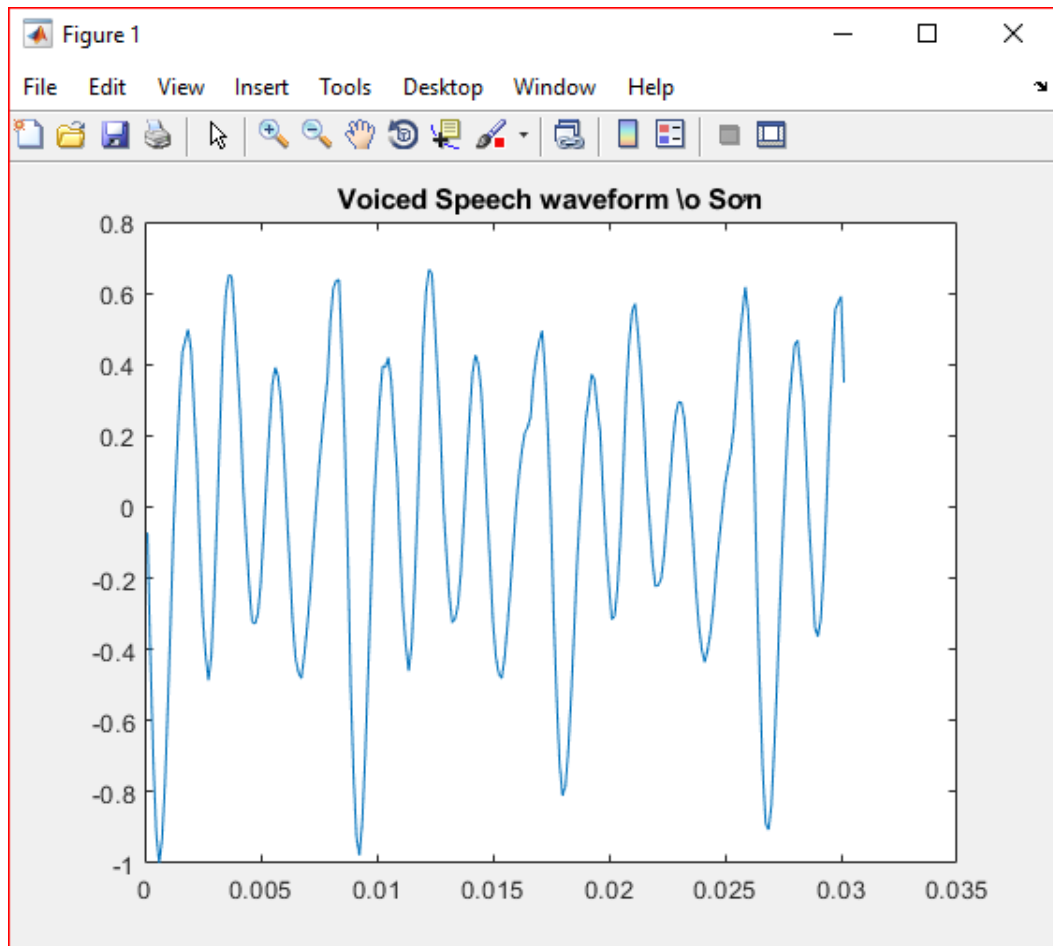 Figure 1
File Edit View Insert Tools Desktop Window Help
Voiced Speech waveform \o Sơn
0.8
0.6
0.4
0.2
0
-0.2
-0.4
-0.6
-0.8
-1
0 0.005 0.01 0.015 0.02 0.025 0.03 0.035